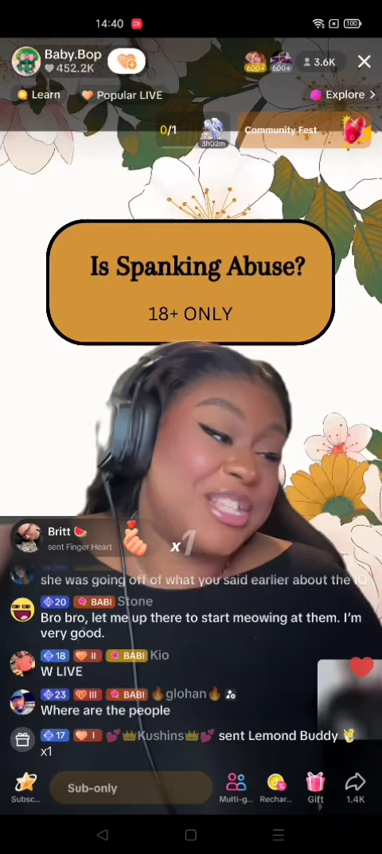 14:40
100
Baby.Bop
452.2K
600+
600+
3.6K
Learn
Popular LIVE
Explore >
0/1
3h02m
Community Fest
Is Spanking Abuse?
18+ ONLY
Britt 🍉
sent Finger Heart
x1
she was going off of what you said earlier about the IQ
20 BABI Stone
Bro bro, let me up there to start meowing at them. I'm
very good.
18 II BABI Kio
W LIVE
23 III BABI 🔥glohan🔥
Where are the people
17 I 💕👑Kushins👑💕 sent Lemond Buddy
x1
Subsc...
Sub-only
Multi-g...
Rechar...
Gift
1.4K